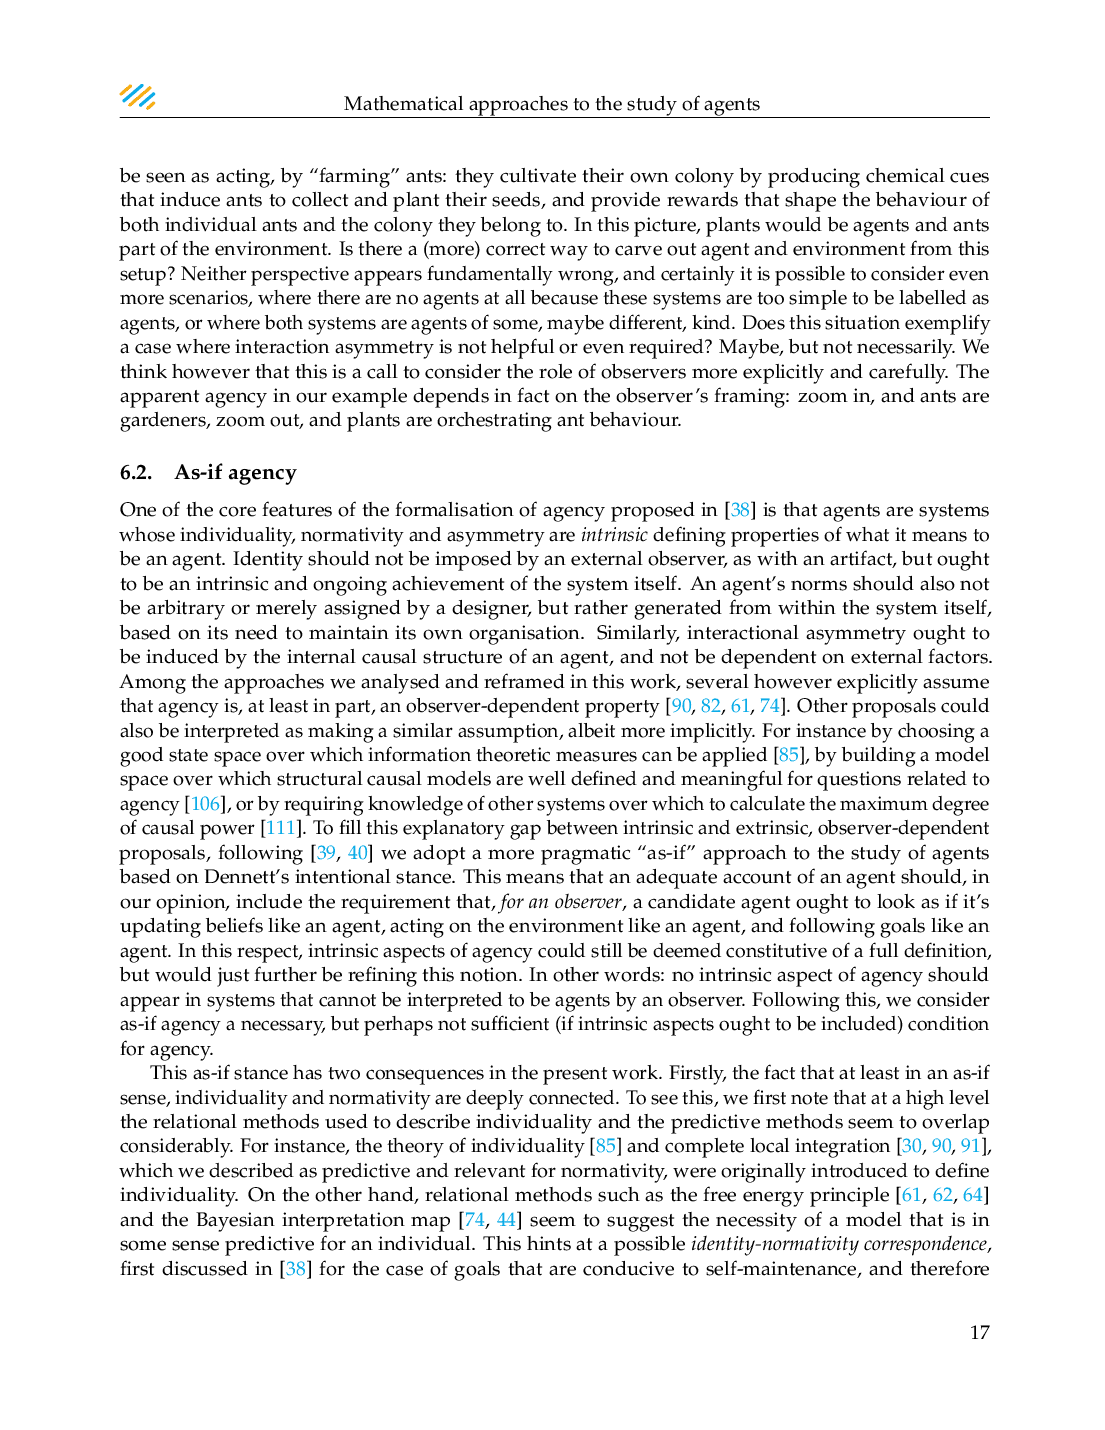 Mathematical approaches to the study of agents
be seen as acting, by “farming” ants: they cultivate their own colony by producing chemical cues
that induce ants to collect and plant their seeds, and provide rewards that shape the behaviour of
both individual ants and the colony they belong to. In this picture, plants would be agents and ants
part of the environment. Is there a (more) correct way to carve out agent and environment from this
setup? Neither perspective appears fundamentally wrong, and certainly it is possible to consider even
more scenarios, where there are no agents at all because these systems are too simple to be labelled as
agents, or where both systems are agents of some, maybe different, kind. Does this situation exemplify
a case where interaction asymmetry is not helpful or even required? Maybe, but not necessarily. We
think however that this is a call to consider the role of observers more explicitly and carefully. The
apparent agency in our example depends in fact on the observer’s framing: zoom in, and ants are
gardeners, zoom out, and plants are orchestrating ant behaviour.
6.2. As-if agency
One of the core features of the formalisation of agency proposed in [38] is that agents are systems
whose individuality, normativity and asymmetry are intrinsic defining properties of what it means to
be an agent. Identity should not be imposed by an external observer, as with an artifact, but ought
to be an intrinsic and ongoing achievement of the system itself. An agent’s norms should also not
be arbitrary or merely assigned by a designer, but rather generated from within the system itself,
based on its need to maintain its own organisation. Similarly, interactional asymmetry ought to
be induced by the internal causal structure of an agent, and not be dependent on external factors.
Among the approaches we analysed and reframed in this work, several however explicitly assume
that agency is, at least in part, an observer-dependent property [90, 82, 61, 74]. Other proposals could
also be interpreted as making a similar assumption, albeit more implicitly. For instance by choosing a
good state space over which information theoretic measures can be applied [85], by building a model
space over which structural causal models are well defined and meaningful for questions related to
agency [106], or by requiring knowledge of other systems over which to calculate the maximum degree
of causal power [111]. To fill this explanatory gap between intrinsic and extrinsic, observer-dependent
proposals, following [39, 40] we adopt a more pragmatic “as-if” approach to the study of agents
based on Dennett’s intentional stance. This means that an adequate account of an agent should, in
our opinion, include the requirement that, for an observer, a candidate agent ought to look as if it’s
updating beliefs like an agent, acting on the environment like an agent, and following goals like an
agent. In this respect, intrinsic aspects of agency could still be deemed constitutive of a full definition,
but would just further be refining this notion. In other words: no intrinsic aspect of agency should
appear in systems that cannot be interpreted to be agents by an observer. Following this, we consider
as-if agency a necessary, but perhaps not sufficient (if intrinsic aspects ought to be included) condition
for agency.
This as-if stance has two consequences in the present work. Firstly, the fact that at least in an as-if
sense, individuality and normativity are deeply connected. To see this, we first note that at a high level
the relational methods used to describe individuality and the predictive methods seem to overlap
considerably. For instance, the theory of individuality [85] and complete local integration [30, 90, 91],
which we described as predictive and relevant for normativity, were originally introduced to define
individuality. On the other hand, relational methods such as the free energy principle [61, 62, 64]
and the Bayesian interpretation map [74, 44] seem to suggest the necessity of a model that is in
some sense predictive for an individual. This hints at a possible identity-normativity correspondence,
first discussed in [38] for the case of goals that are conducive to self-maintenance, and therefore
17